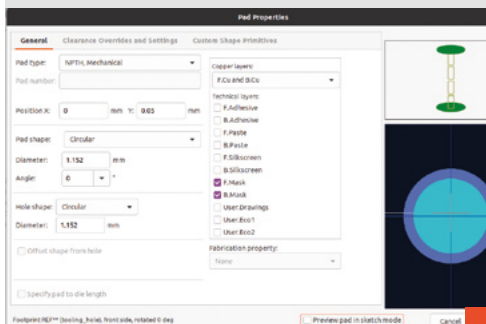 Pad Properties
General Clearance Overrides and Settings Custom Shape Primitives
Pad type: NPTH, Mechanical
Pad number:
Position X: 0 mm Y: 0.05 mm
Pad shape: Circular
Diameter: 1.152 mm
Angle: 0 °
Hole shape: Circular
Diameter: 1.152 mm
Offset shape from hole
Specify pad to die length
Copper layers:
F.Cu and B.Cu
Technical layers:
F.Adhesive
B.Adhesive
F.Paste
B.Paste
F.Silkscreen
B.Silkscreen
F.Mask
B.Mask
User.Drawings
User.Eco1
User.Eco2
Fabrication property:
None
Footprint REF** (tooling_hole), front side, rotated 0 deg
Preview pad in sketch mode
Cancel